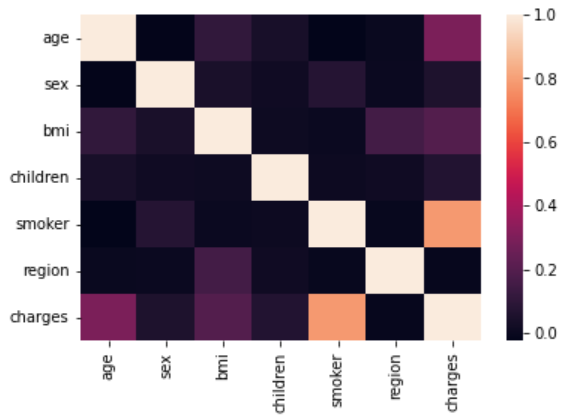 age
sex
bmi
children
smoker
region
charges
age
sex
bmi
children
smoker
region
charges
1.0
0.8
0.6
0.4
0.2
0.0